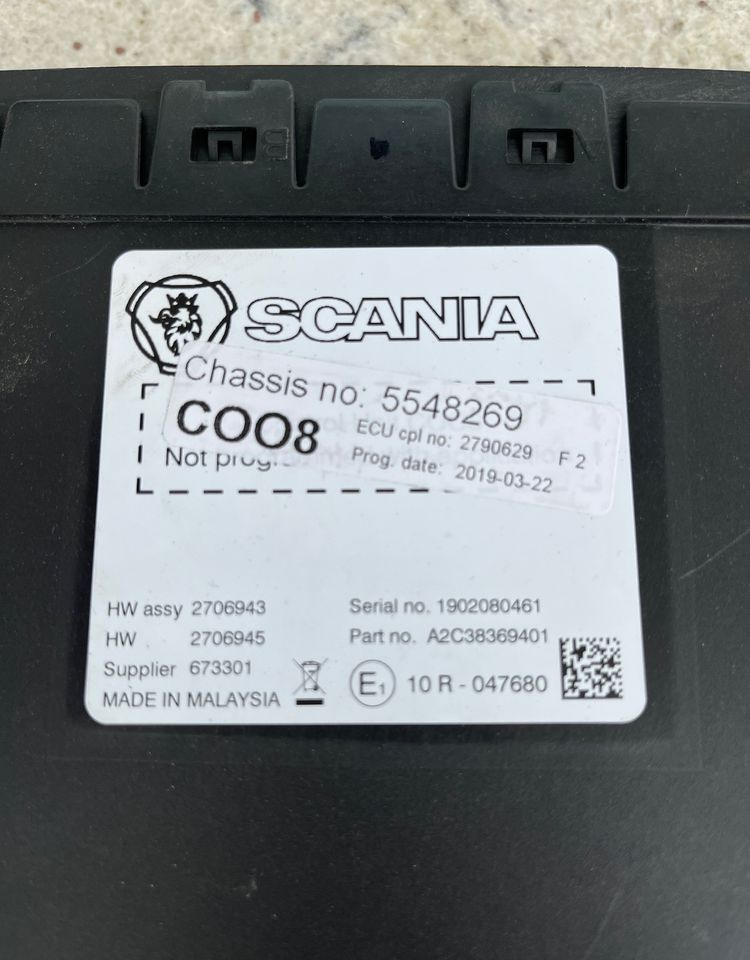 SCANIA
Chassis no: 5548269
COO8
ECU cpl no: 2790629 F 2
Prog. date: 2019-03-22
Not
HW assy 2706943
HW 2706945
Supplier 673301
MADE IN MALAYSIA
Serial no. 1902080461
Part no. A2C38369401
E1 10 R - 047680